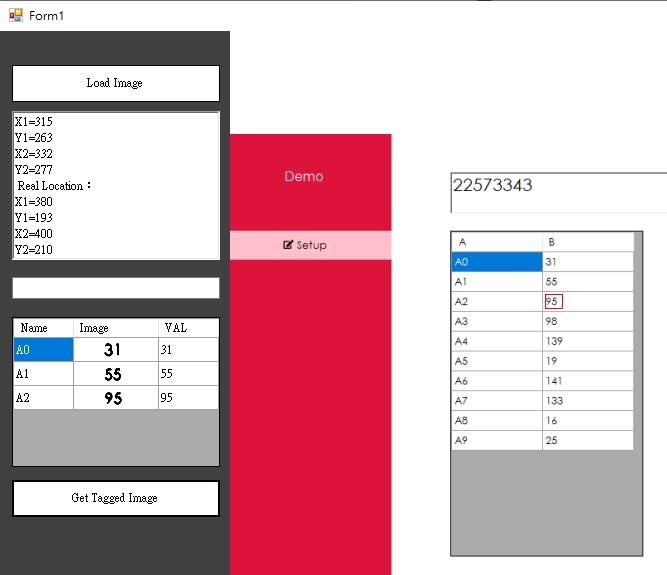 Form1
Load Image
X1=315
Y1=263
X2=332
Y2=277
Real Location：
X1=380
Y1=193
X2=400
Y2=210
Name Image VAL
A0 31 31
A1 55 55
A2 95 95
Get Tagged Image
Demo
Setup
22573343
A B
A0 31
A1 55
A2 95
A3 98
A4 139
A5 19
A6 141
A7 133
A8 16
A9 25